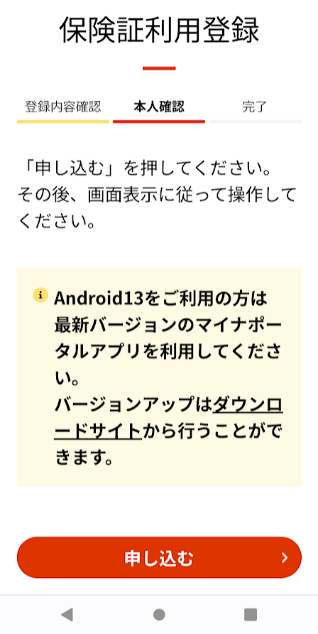 保険証利用登録
登録内容確認 本人確認 完了
「申し込む」を押してください。
その後、画面表示に従って操作して
ください。
Android13をご利用の方は
最新バージョンのマイナポー
タルアプリを利用してくださ
い。
バージョンアップはダウンロ
ードサイトから行うことがで
きます。
申し込む